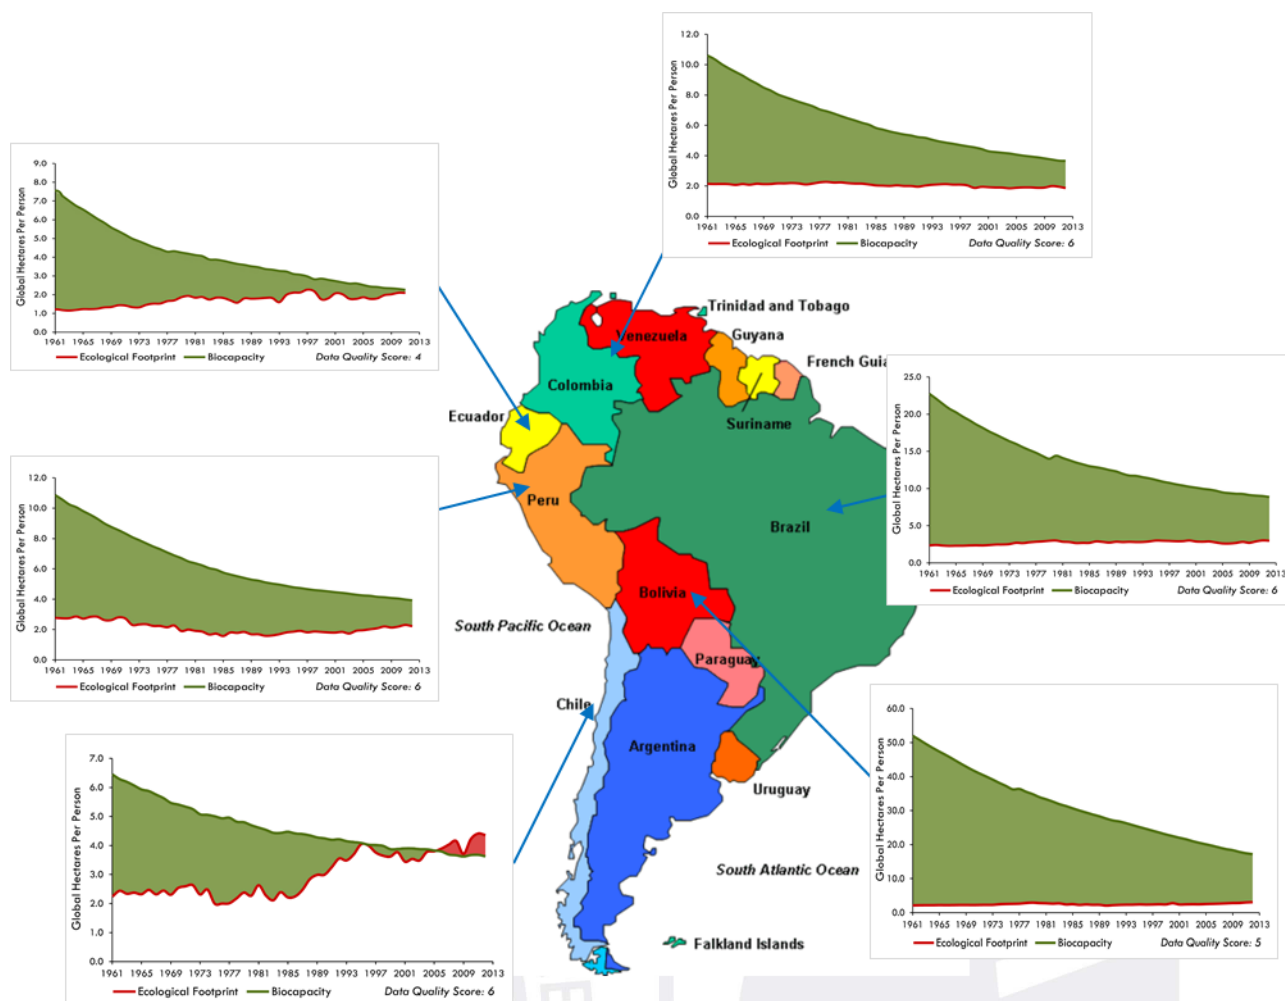 12.0
10.0
8.0
6.0
4.0
2.0
0.0
Global Hectares Per Person
1961 1965 1969 1973 1977 1981 1985 1989 1993 1997 2001 2005 2009 2013
Ecological Footprint Biocapacity Data Quality Score: 6
9.0
8.0
7.0
6.0
5.0
4.0
3.0
2.0
1.0
0.0
Global Hectares Per Person
1961 1965 1969 1973 1977 1981 1985 1989 1993 1997 2001 2005 2009 2013
Ecological Footprint Biocapacity Data Quality Score: 4
Trinidad and Tobago
Venezuela
Guyana
French Guia
Colombia
Ecuador
Suriname
25.0
20.0
15.0
10.0
5.0
0.0
Global Hectares Per Person
1961 1965 1969 1973 1977 1981 1985 1989 1993 1997 2001 2005 2009 2013
Ecological Footprint Biocapacity Data Quality Score: 6
12.0
10.0
8.0
6.0
4.0
2.0
0.0
Global Hectares Per Person
1961 1965 1969 1973 1977 1981 1985 1989 1993 1997 2001 2005 2009 2013
Ecological Footprint Biocapacity Data Quality Score: 6
Peru
Brazil
Bolivia
South Pacific Ocean
Paraguay
Chile
Argentina
Uruguay
South Atlantic Ocean
Falkland Islands
60.0
50.0
40.0
30.0
20.0
10.0
0.0
Global Hectares Per Person
1961 1965 1969 1973 1977 1981 1985 1989 1993 1997 2001 2005 2009 2013
Ecological Footprint Biocapacity Data Quality Score: 5
7.0
6.0
5.0
4.0
3.0
2.0
1.0
0.0
Global Hectares Per Person
1961 1965 1969 1973 1977 1981 1985 1989 1993 1997 2001 2005 2009 2013
Ecological Footprint Biocapacity Data Quality Score: 6